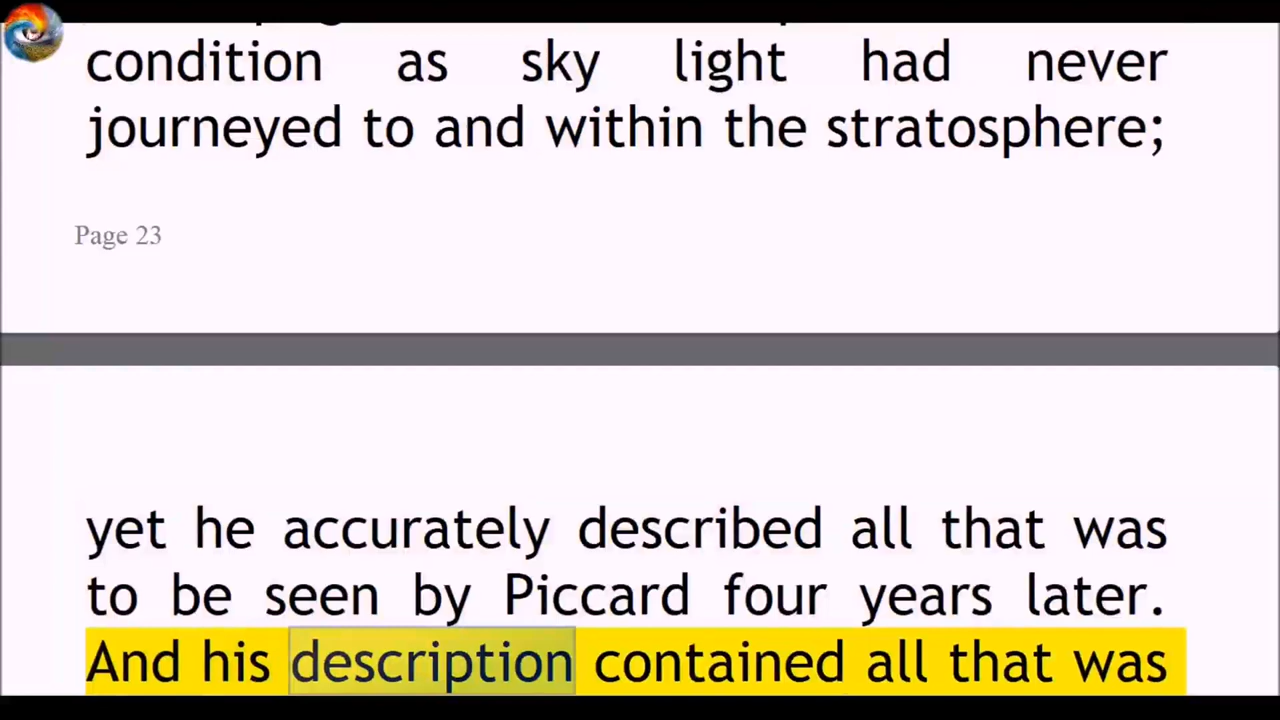 condition as sky light had never
journeyed to and within the stratosphere;
Page 23
yet he accurately described all that was
to be seen by Piccard four years later.
And his description contained all that was